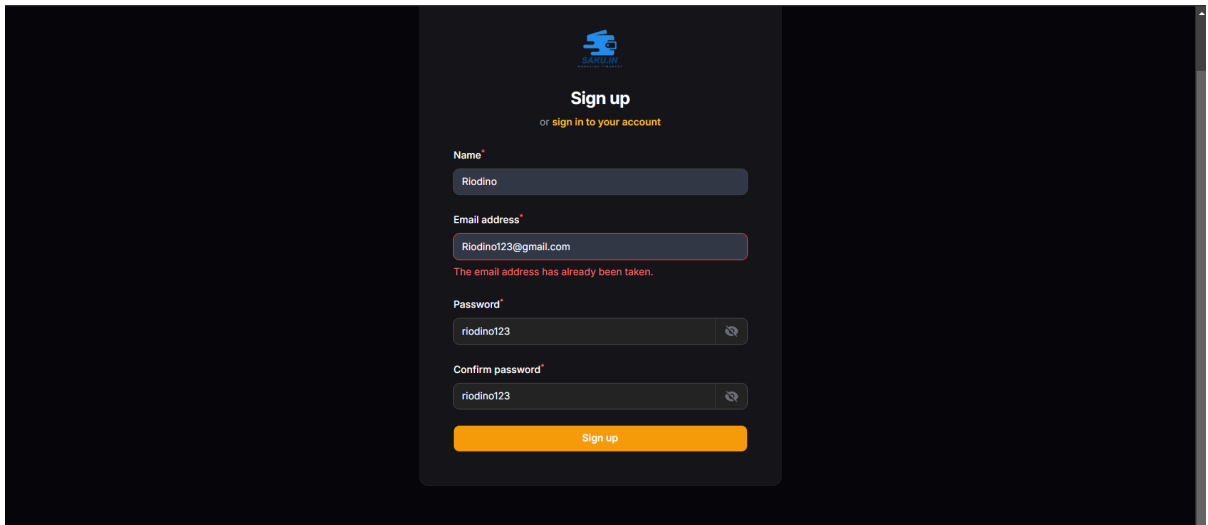 SAKU.IN
Sign up
or sign in to your account
Name*
Riodino
Email address*
Riodino123@gmail.com
The email address has already been taken.
Password*
riodino123
Confirm password*
riodino123
Sign up